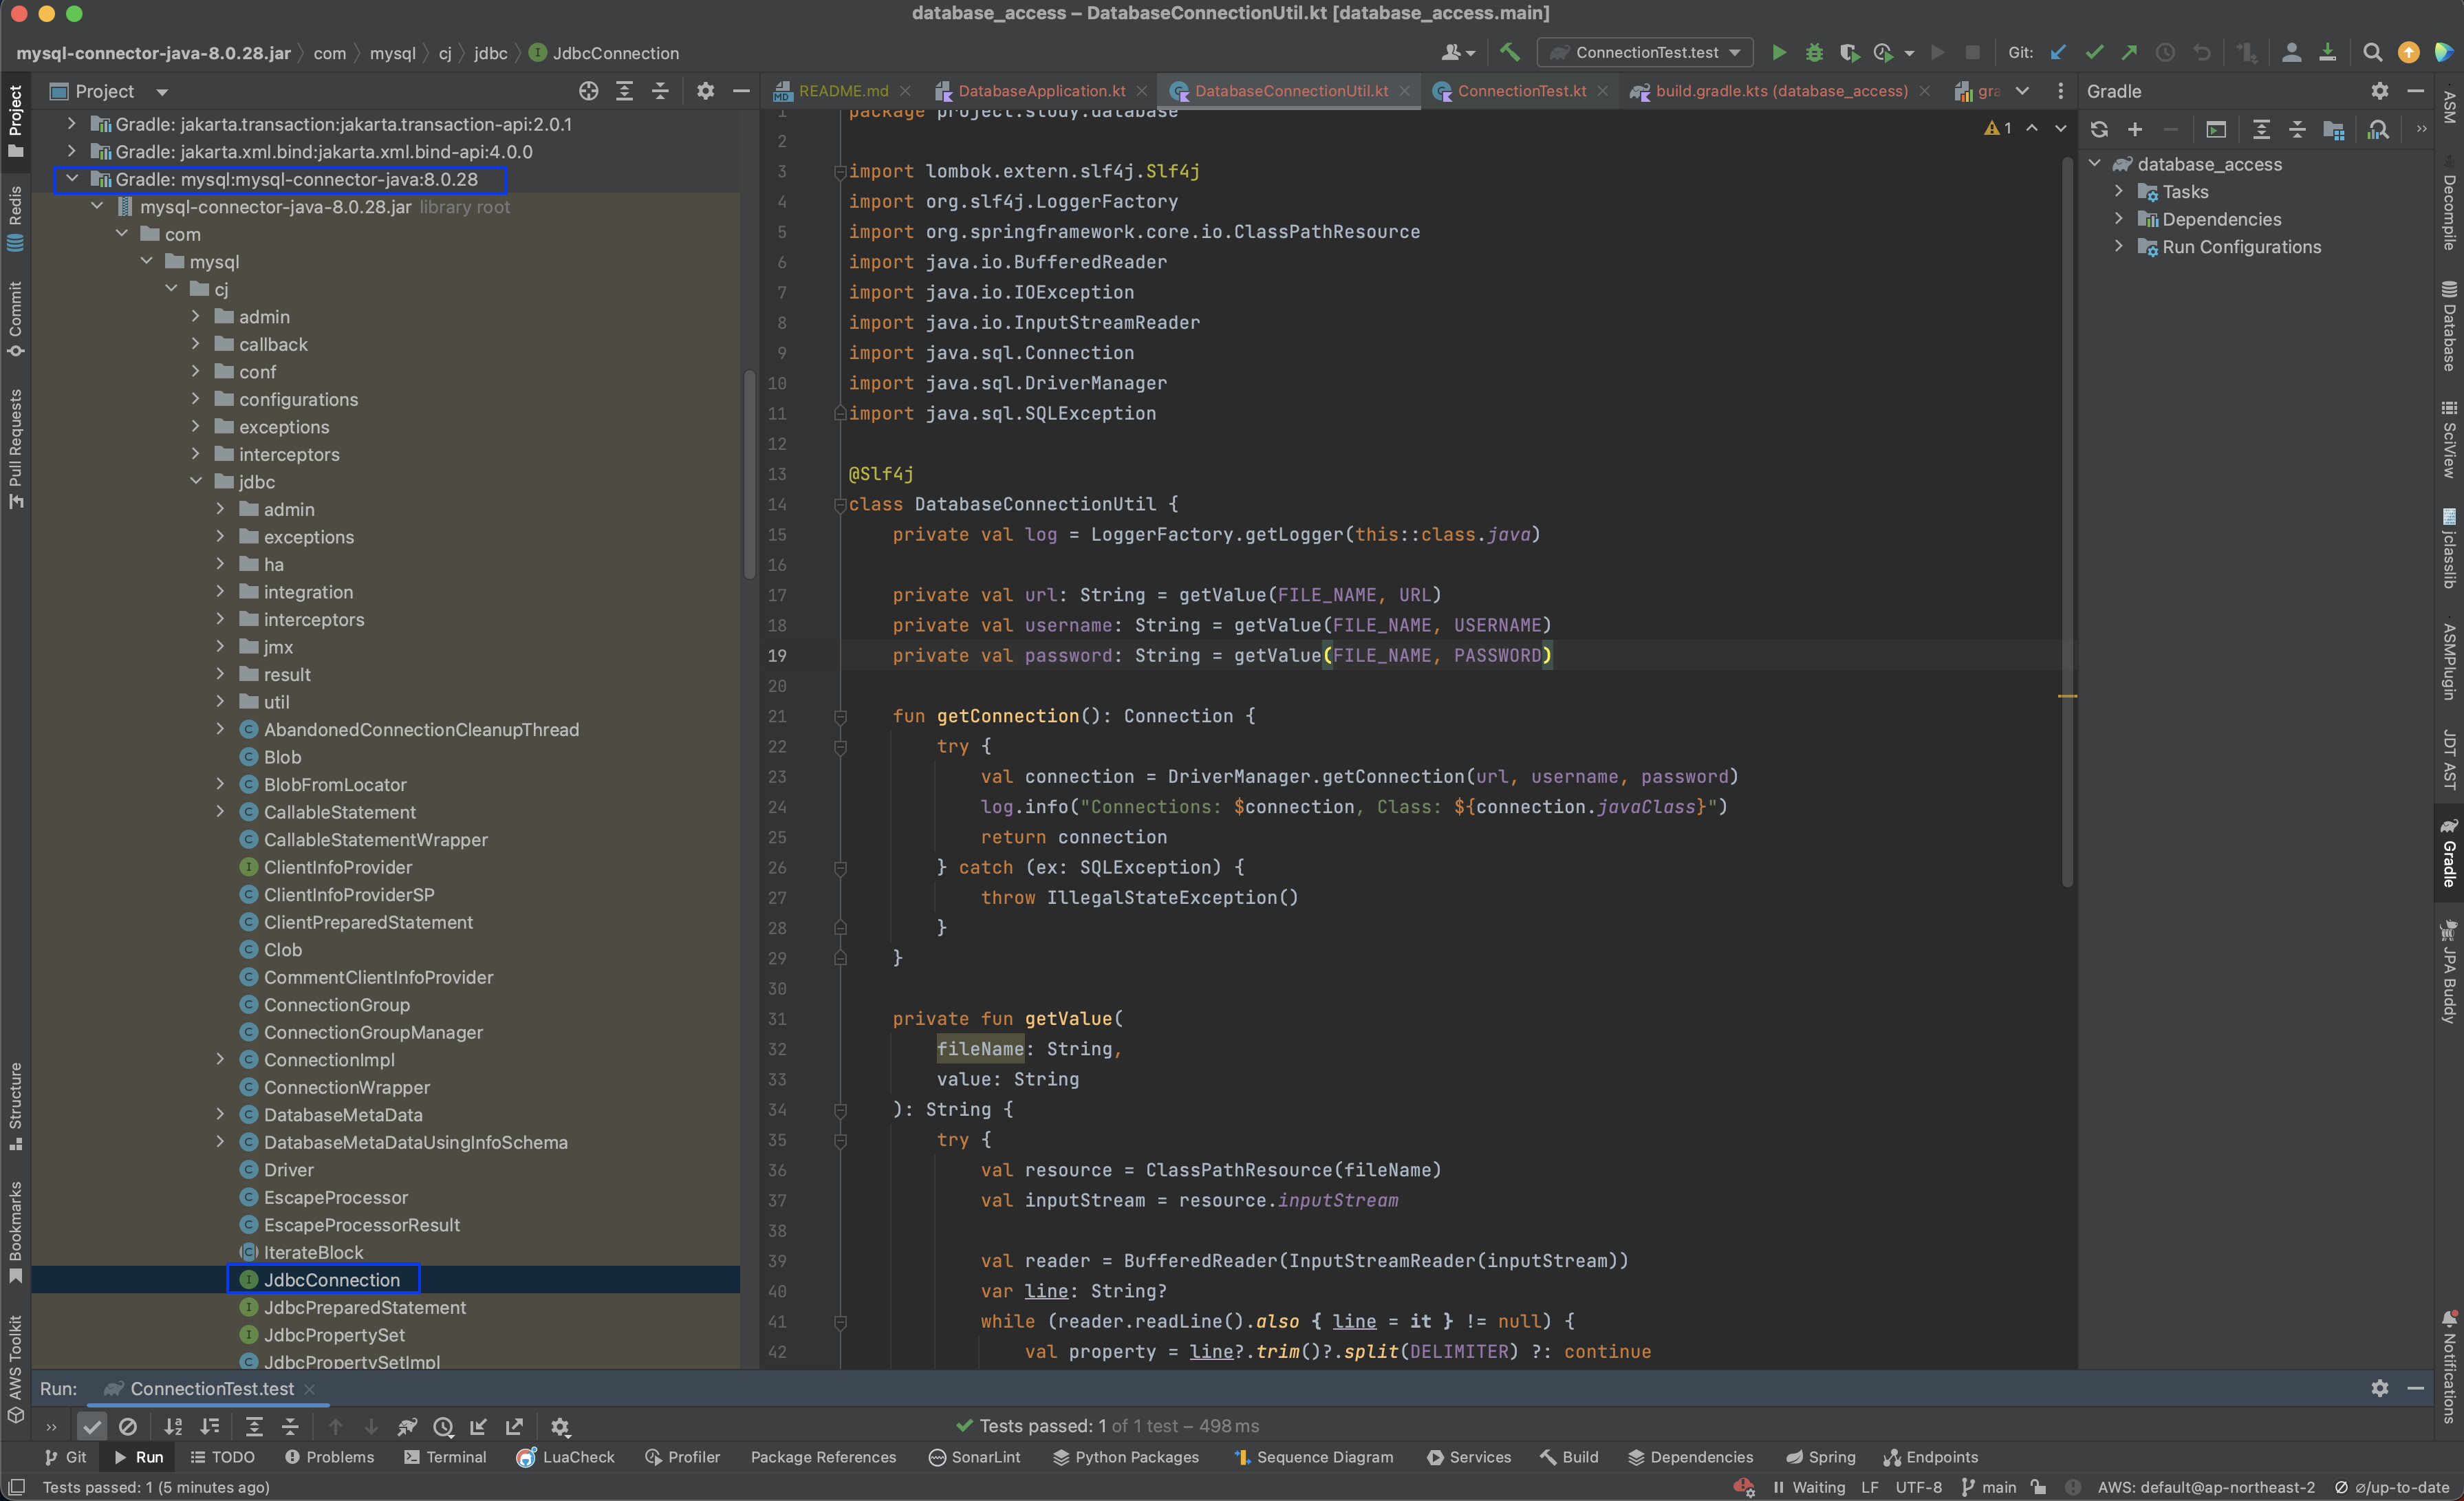 database_access – DatabaseConnectionUtil.kt [database_access.main]
mysql-connector-java-8.0.28.jar
com
mysql
cj
jdbc
JdbcConnection
ConnectionTest.test
Git:
Project
README.md
DatabaseApplication.kt
DatabaseConnectionUtil.kt
ConnectionTest.kt
build.gradle.kts (database_access)
gra
Gradle
Project
Redis
Commit
Pull Requests
Structure
Bookmarks
AWS Toolkit
Gradle: jakarta.transaction:jakarta.transaction-api:2.0.1
Gradle: jakarta.xml.bind:jakarta.xml.bind-api:4.0.0
Gradle: mysql:mysql-connector-java:8.0.28
mysql-connector-java-8.0.28.jar library root
com
mysql
cj
admin
callback
conf
configurations
exceptions
interceptors
jdbc
admin
exceptions
ha
integration
interceptors
jmx
result
util
AbandonedConnectionCleanupThread
Blob
BlobFromLocator
CallableStatement
CallableStatementWrapper
ClientInfoProvider
ClientInfoProviderSP
ClientPreparedStatement
Clob
CommentClientInfoProvider
ConnectionGroup
ConnectionGroupManager
ConnectionImpl
ConnectionWrapper
DatabaseMetaData
DatabaseMetaDataUsingInfoSchema
Driver
EscapeProcessor
EscapeProcessorResult
IterateBlock
JdbcConnection
JdbcPreparedStatement
JdbcPropertySet
JdbcPropertySetImpl
1 package project.study.database
2
3 import lombok.extern.slf4j.Slf4j
4 import org.slf4j.LoggerFactory
5 import org.springframework.core.io.ClassPathResource
6 import java.io.BufferedReader
7 import java.io.IOException
8 import java.io.InputStreamReader
9 import java.sql.Connection
10 import java.sql.DriverManager
11 import java.sql.SQLException
12
13 @Slf4j
14 class DatabaseConnectionUtil {
15 private val log = LoggerFactory.getLogger(this::class.java)
16
17 private val url: String = getValue(FILE_NAME, URL)
18 private val username: String = getValue(FILE_NAME, USERNAME)
19 private val password: String = getValue(FILE_NAME, PASSWORD)
20
21 fun getConnection(): Connection {
22 try {
23 val connection = DriverManager.getConnection(url, username, password)
24 log.info("Connections: $connection, Class: ${connection.javaClass}")
25 return connection
26 } catch (ex: SQLException) {
27 throw IllegalStateException()
28 }
29 }
30
31 private fun getValue(
32 fileName: String,
33 value: String
34 ): String {
35 try {
36 val resource = ClassPathResource(fileName)
37 val inputStream = resource.inputStream
38
39 val reader = BufferedReader(InputStreamReader(inputStream))
40 var line: String?
41 while (reader.readLine().also { line = it } != null) {
42 val property = line?.trim()?.split(DELIMITER) ?: continue
1
database_access
Tasks
Dependencies
Run Configurations
ASM
Decompile
Database
SciView
jclasslib
ASMPlugin
JDT AST
Gradle
JPA Buddy
Notifications
Run:
ConnectionTest.test
Tests passed: 1 of 1 test – 498 ms
Git
Run
TODO
Problems
Terminal
LuaCheck
Profiler
Package References
SonarLint
Python Packages
Sequence Diagram
Services
Build
Dependencies
Spring
Endpoints
Tests passed: 1 (5 minutes ago)
Waiting
LF
UTF-8
main
AWS: default@ap-northeast-2
∅/up-to-date